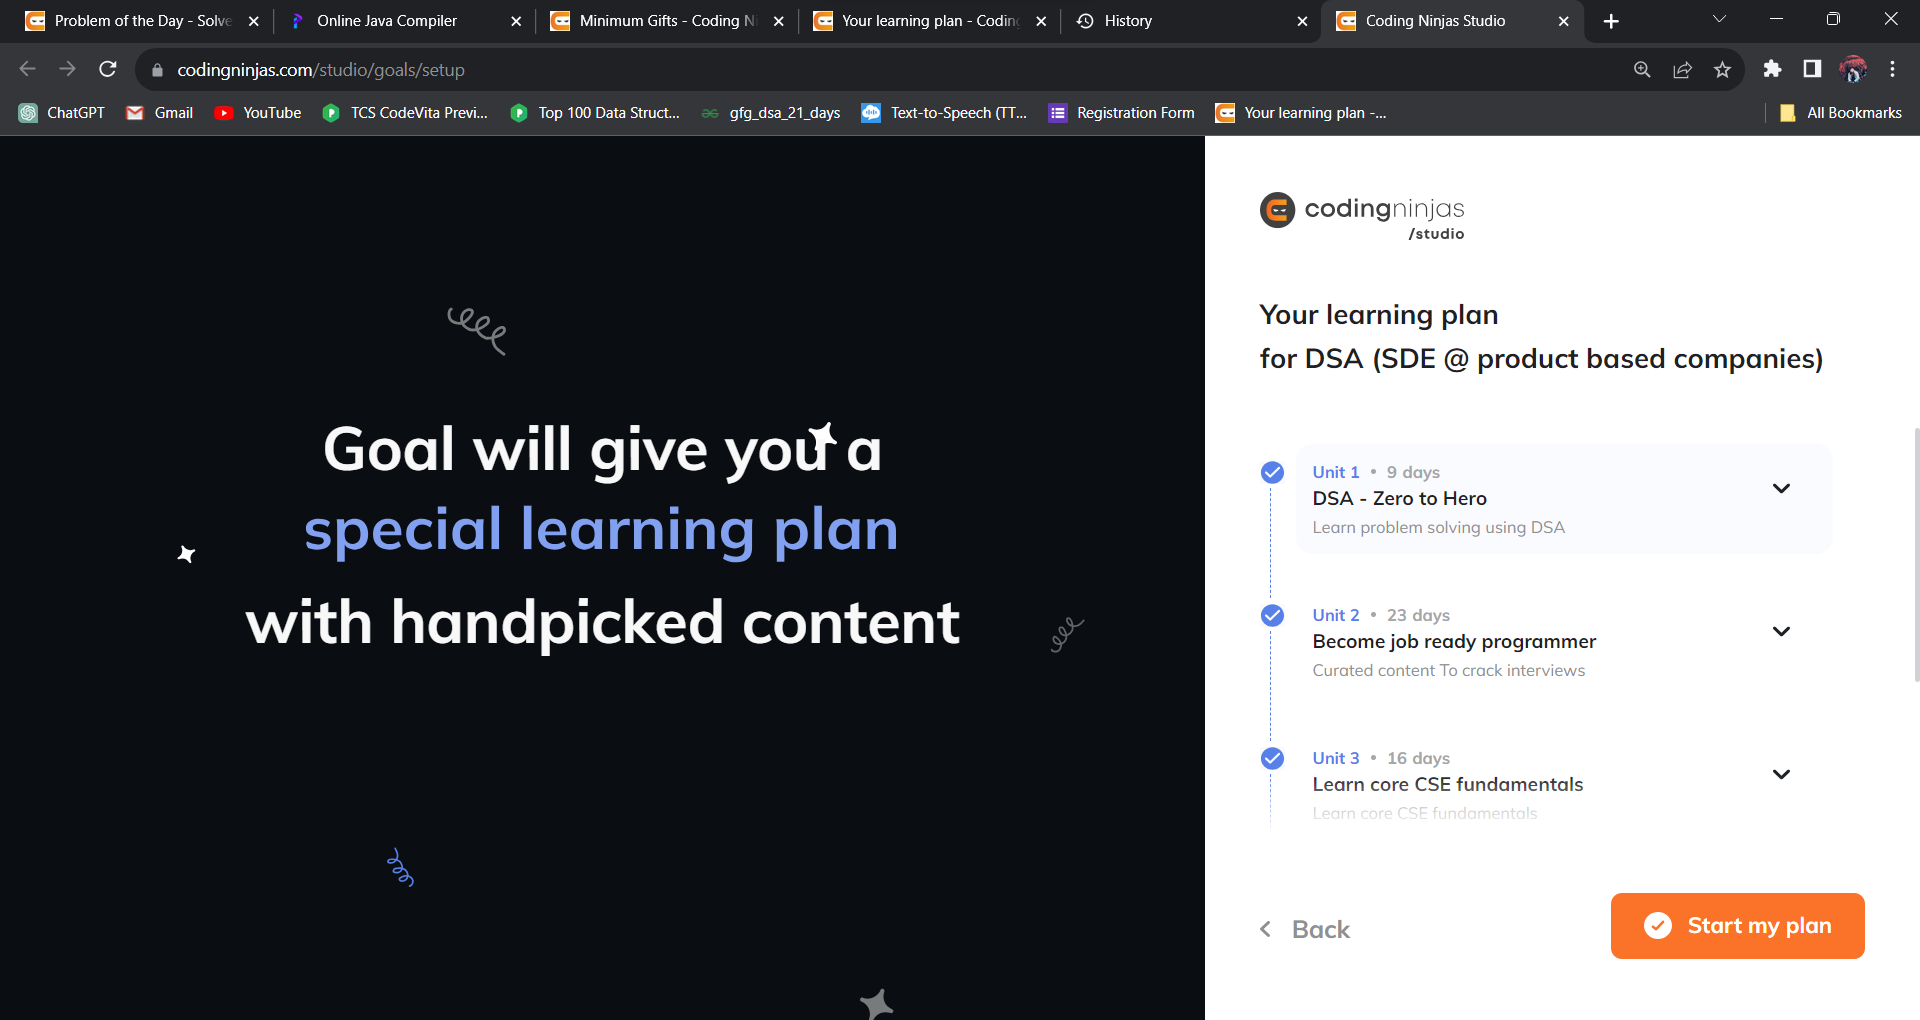 Problem of the Day - Solve
Online Java Compiler
Minimum Gifts - Coding Ni
Your learning plan - Coding
History
Coding Ninjas Studio
codingninjas.com/studio/goals/setup
ChatGPT
Gmail
YouTube
TCS CodeVita Previ...
Top 100 Data Struct...
gfg_dsa_21_days
Text-to-Speech (TT...
Registration Form
Your learning plan -...
All Bookmarks
Goal will give you a
special learning plan
with handpicked content
codingninjas
/studio
Your learning plan
for DSA (SDE @ product based companies)
Unit 1 • 9 days
DSA - Zero to Hero
Learn problem solving using DSA
Unit 2 • 23 days
Become job ready programmer
Curated content To crack interviews
Unit 3 • 16 days
Learn core CSE fundamentals
Learn core CSE fundamentals
Back
Start my plan